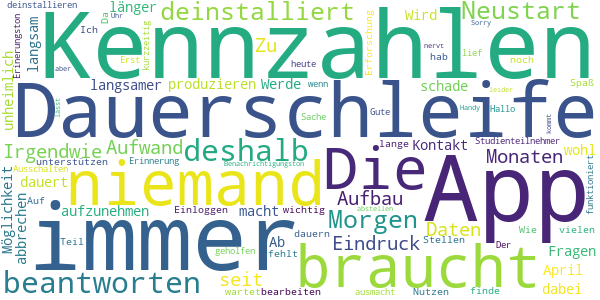 deinstallieren
Da Uhr
länger
deinstalliert
Wird
Neustart
Sorry
Ich
kurzzeitig
Erst
Zu
Erforschung
nervt
Erinerungston
langsam
Kennzahlen
aber
heute
hab
lief
noch
unheimlich
langsamer
produzieren
Werde
wenn
schade
Spaß
Dauerschleife
lässt
Sache
Gute
leider
Handy
Hallo
kommt
Irgendwie
Aufwand
deshalb
lange
Kontakt
Studienteilnehmer
Monaten
wohl
unterstützen
Erinnerung
Benachrichtigungston
Ausschalten
dauert
niemand
Die
App
funktioniert
Möglichkeit
abbrechen
Auf
aufzunehmen
Aufbau
abstellen
Einloggen
macht
wichtig
Morgen
Daten
Wie
vielen
immer
Teil
Ab
dauern
Eindruck
Stellen
Der
Fragen
fehlt
geholfen
beantworten
seit
braucht
April
dabei
wartet
bearbeiten
ausmacht
Nutzen
finde